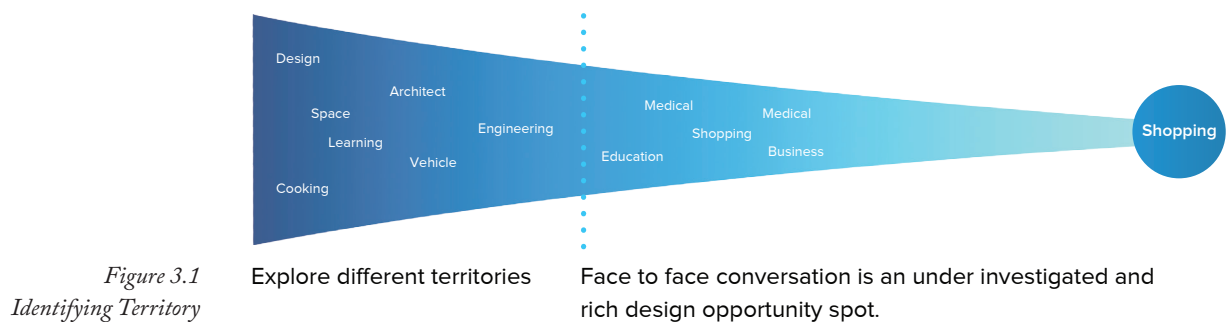 Design
Architect
Space
Learning
Engineering
Vehicle
Cooking
Medical
Medical
Shopping
Education
Business
Shopping
Figure 3.1
Identifying Territory
Explore different territories
Face to face conversation is an under investigated and
rich design opportunity spot.